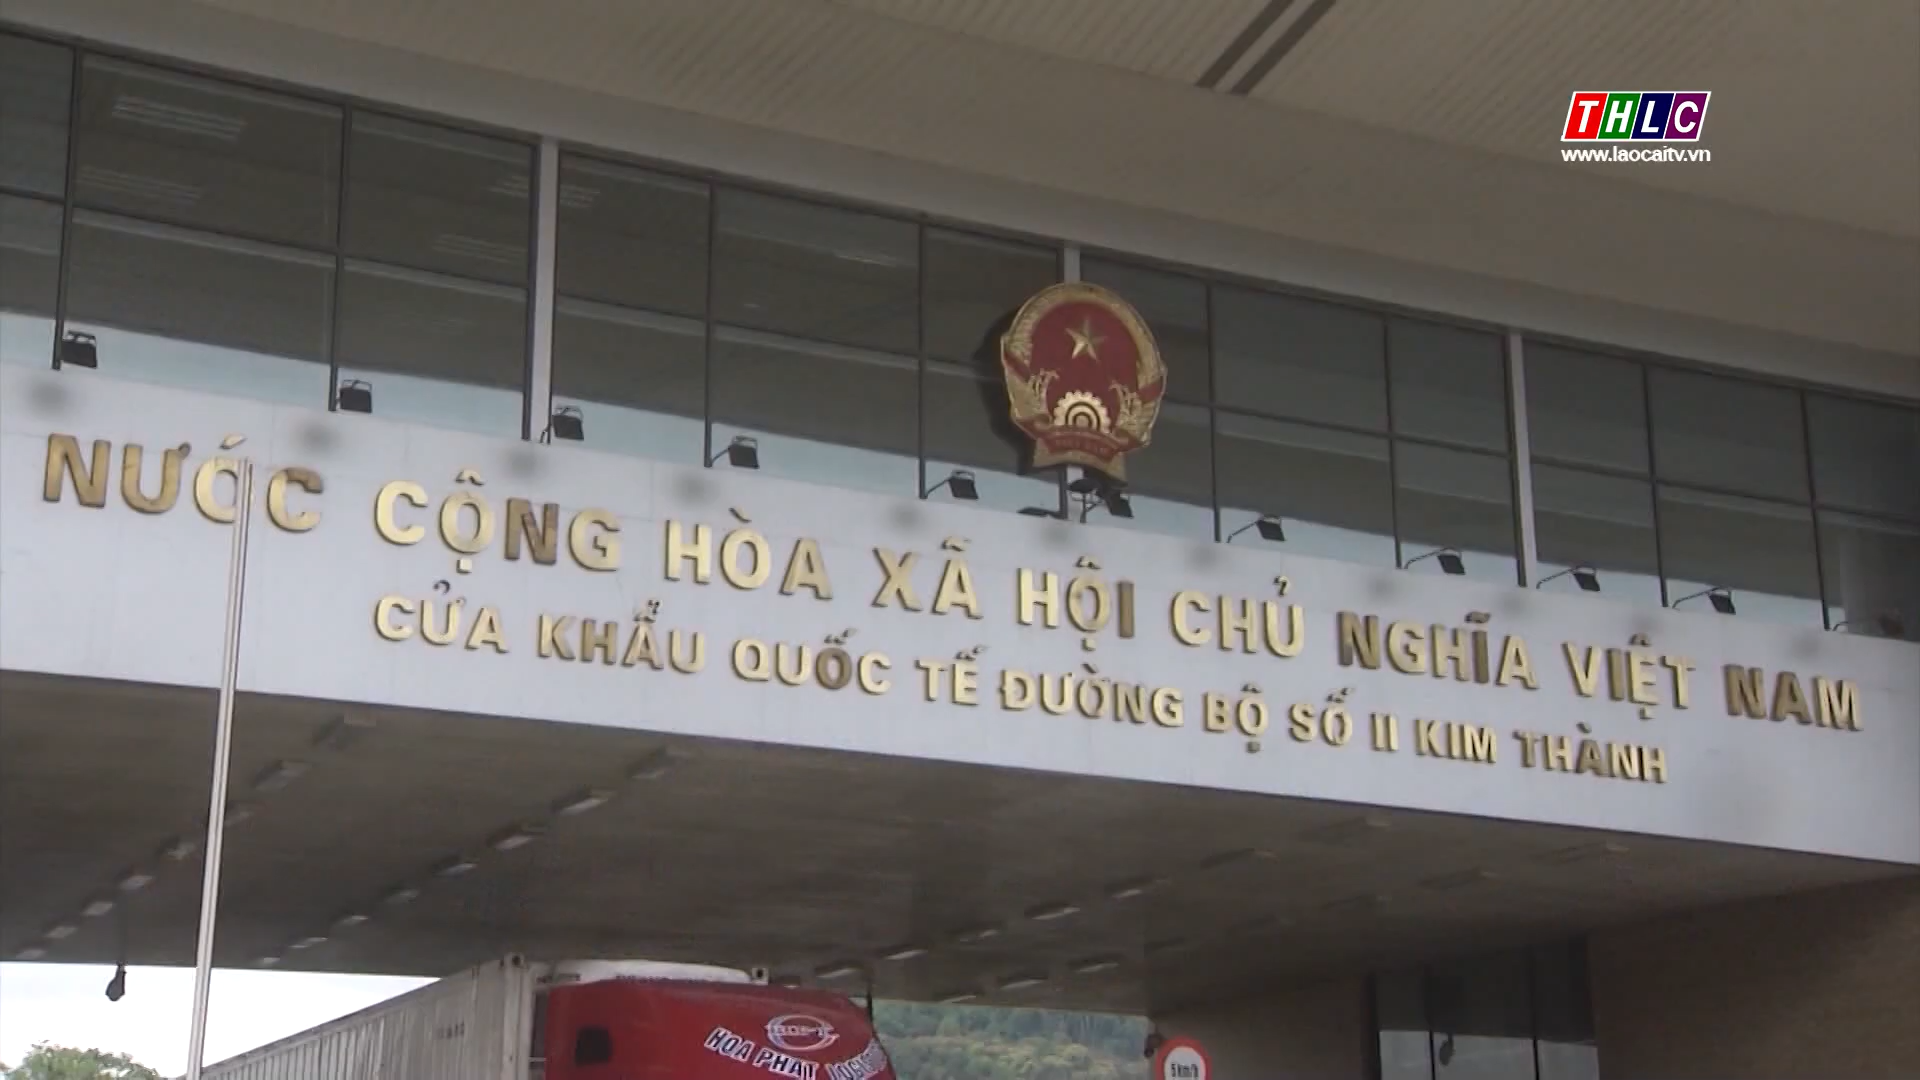 THLC
www.laocaitv.vn
NƯỚC CỘNG HÒA XÃ HỘI CHỦ NGHĨA VIỆT NAM
CỬA KHẨU QUỐC TẾ ĐƯỜNG BỘ SỐ II KIM THÀNH
HOA PHAT
5km/h